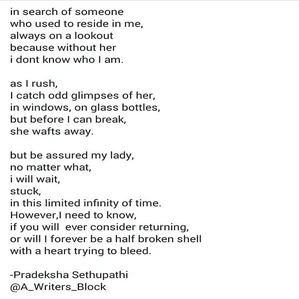 in search of someone
who used to reside in me,
always on a lookout
because without her
i dont know who I am.

as I rush,
I catch odd glimpses of her,
in windows, on glass bottles,
but before I can break,
she wafts away.

but be assured my lady,
no matter what,
i will wait,
stuck,
in this limited infinity of time.
However,I need to know,
if you will  ever consider returning,
or will I forever be a half broken shell
with a heart trying to bleed.

-Pradeksha Sethupathi
@A_Writers_Block